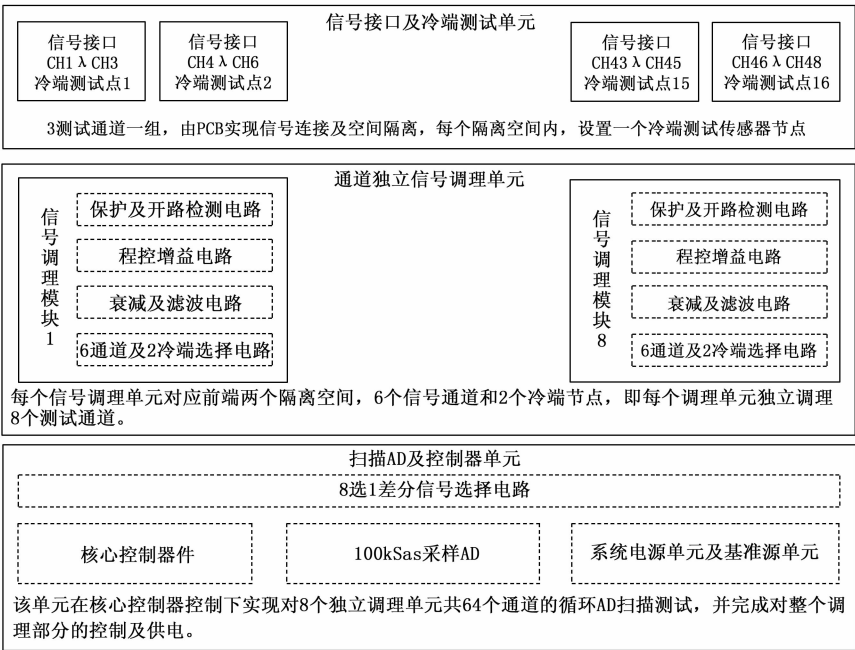 信号接口及冷端测试单元
信号接口
CH1 λ CH3
冷端测试点1
信号接口
CH4 λ CH6
冷端测试点2
信号接口
CH43 λ CH45
冷端测试点15
信号接口
CH46 λ CH48
冷端测试点16
3测试通道一组，由PCB实现信号连接及空间隔离，每个隔离空间内，设置一个冷端测试传感器节点
通道独立信号调理单元
信号调理模块1
保护及开路检测电路
程控增益电路
衰减及滤波电路
6通道及2冷端选择电路
信号调理模块8
保护及开路检测电路
程控增益电路
衰减及滤波电路
6通道及2冷端选择电路
每个信号调理单元对应前端两个隔离空间，6个信号通道和2个冷端节点，即每个调理单元独立调理
8个测试通道。
扫描AD及控制器单元
8选1差分信号选择电路
核心控制器件
100kSas采样AD
系统电源单元及基准源单元
该单元在核心控制器控制下实现对8个独立调理单元共64个通道的循环AD扫描测试，并完成对整个调
理部分的控制及供电。